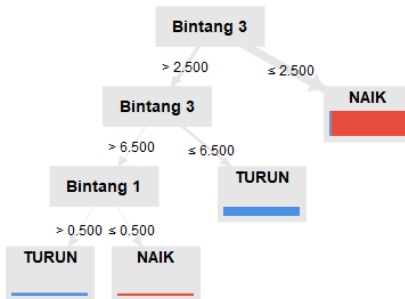 Bintang 3
> 2.500
≤ 2.500
Bintang 3
NAIK
> 6.500
≤ 6.500
Bintang 1
TURUN
> 0.500
≤ 0.500
TURUN
NAIK